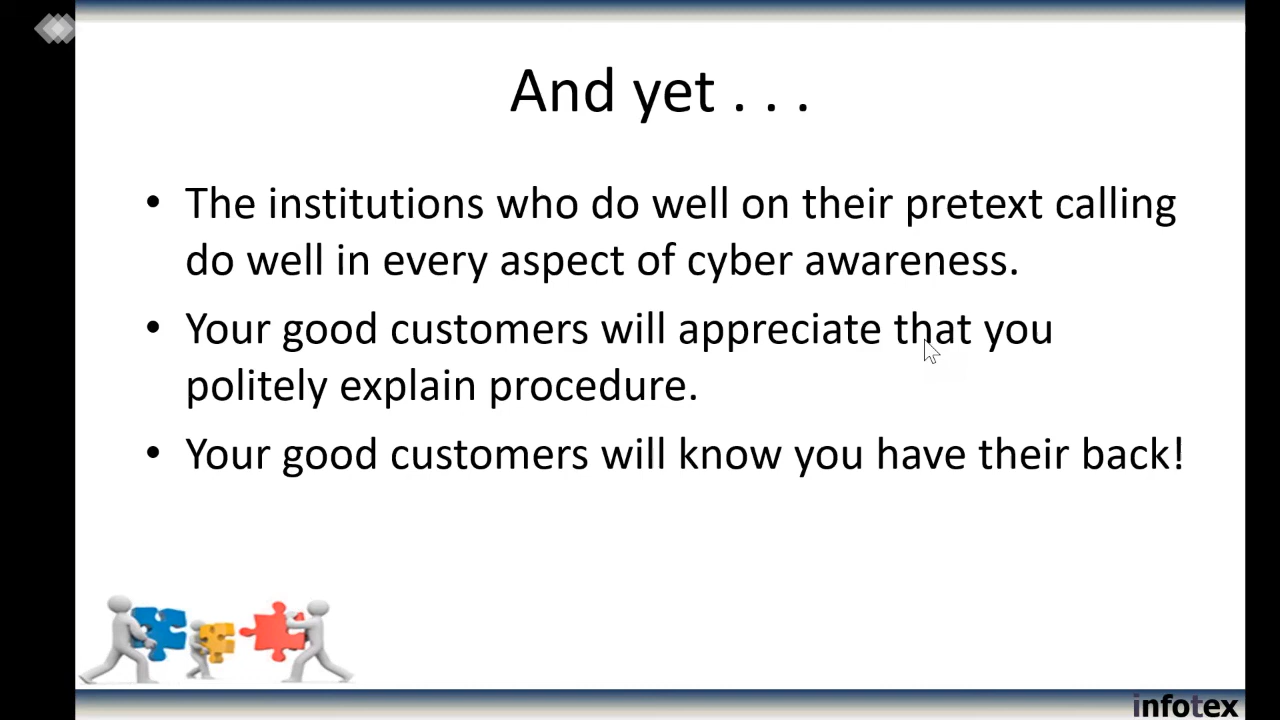 And yet . . .
• The institutions who do well on their pretext calling
do well in every aspect of cyber awareness.
• Your good customers will appreciate that you
politely explain procedure.
• Your good customers will know you have their back!
infotex